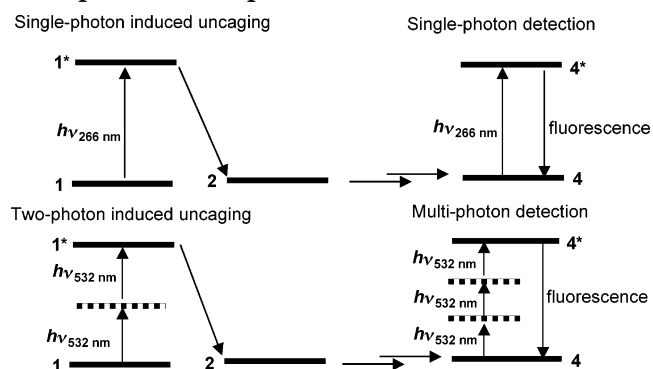 Single-photon induced uncaging
Single-photon detection
1*
4*
hν266 nm
hν266 nm
fluorescence
1
2
4
Two-photon induced uncaging
Multi-photon detection
1*
4*
hν532 nm
hν532 nm
hν532 nm
fluorescence
hν532 nm
hν532 nm
1
2
4